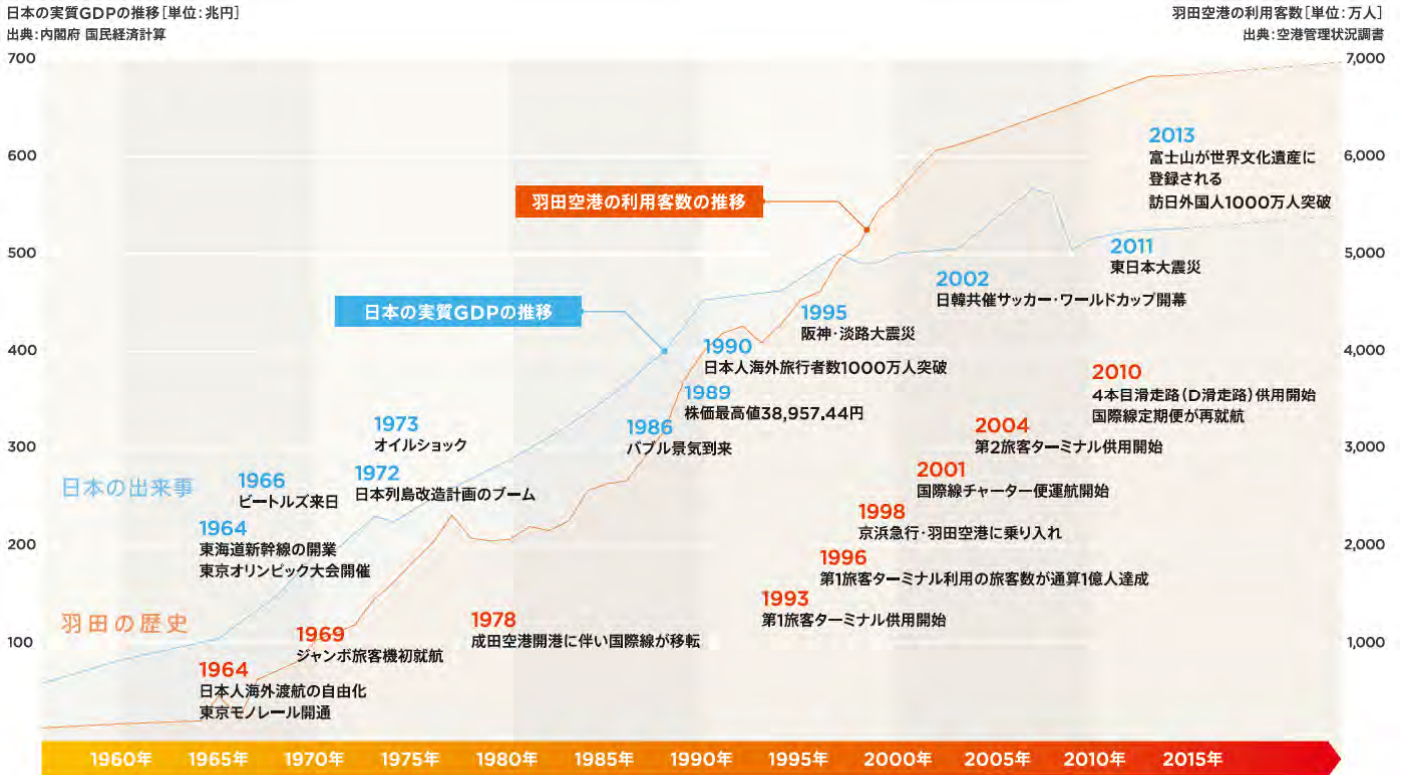 日本の実質GDPの推移[単位:兆円]
出典:内閣府 国民経済計算
羽田空港の利用客数[単位:万人]
出典:空港管理状況調書
700
600
500
400
300
200
100
7,000
6,000
5,000
4,000
3,000
2,000
1,000
羽田空港の利用客数の推移
日本の実質GDPの推移
日本の出来事
1964
東海道新幹線の開業
東京オリンピック大会開催
1966
ビートルズ来日
1972
日本列島改造計画のブーム
1973
オイルショック
1986
バブル景気到来
1989
株価最高値38,957.44円
1990
日本人海外旅行者数1000万人突破
1995
阪神・淡路大震災
2002
日韓共催サッカー・ワールドカップ開幕
2011
東日本大震災
2013
富士山が世界文化遺産に
登録される
訪日外国人1000万人突破
羽田の歴史
1964
日本人海外渡航の自由化
東京モノレール開通
1969
ジャンボ旅客機初就航
1978
成田空港開港に伴い国際線が移転
1993
第1旅客ターミナル供用開始
1996
第1旅客ターミナル利用の旅客数が通算1億人達成
1998
京浜急行・羽田空港に乗り入れ
2001
国際線チャーター便運航開始
2004
第2旅客ターミナル供用開始
2010
4本目滑走路(D滑走路)供用開始
国際線定期便が再就航
1960年 1965年 1970年 1975年 1980年 1985年 1990年 1995年 2000年 2005年 2010年 2015年